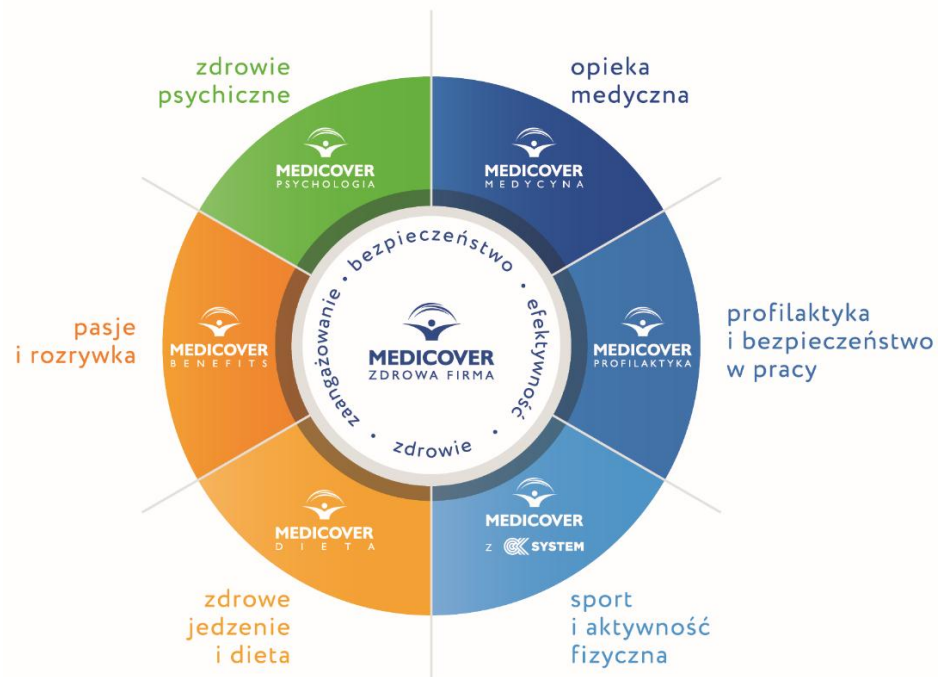 zdrowie
psychiczne
opieka
medyczna
MEDICOVER
PSYCHOLOGIA
MEDICOVER
MEDYCYNA
pasje
i rozrywka
MEDICOVER
BENEFITS
zaangażowanie • bezpieczeństwo • efektywność • zdrowie •
MEDICOVER
ZDROWA FIRMA
MEDICOVER
PROFILAKTYKA
profilaktyka
i bezpieczeństwo
w pracy
MEDICOVER
DIETA
MEDICOVER
z OK SYSTEM
zdrowe
jedzenie
i dieta
sport
i aktywność
fizyczna